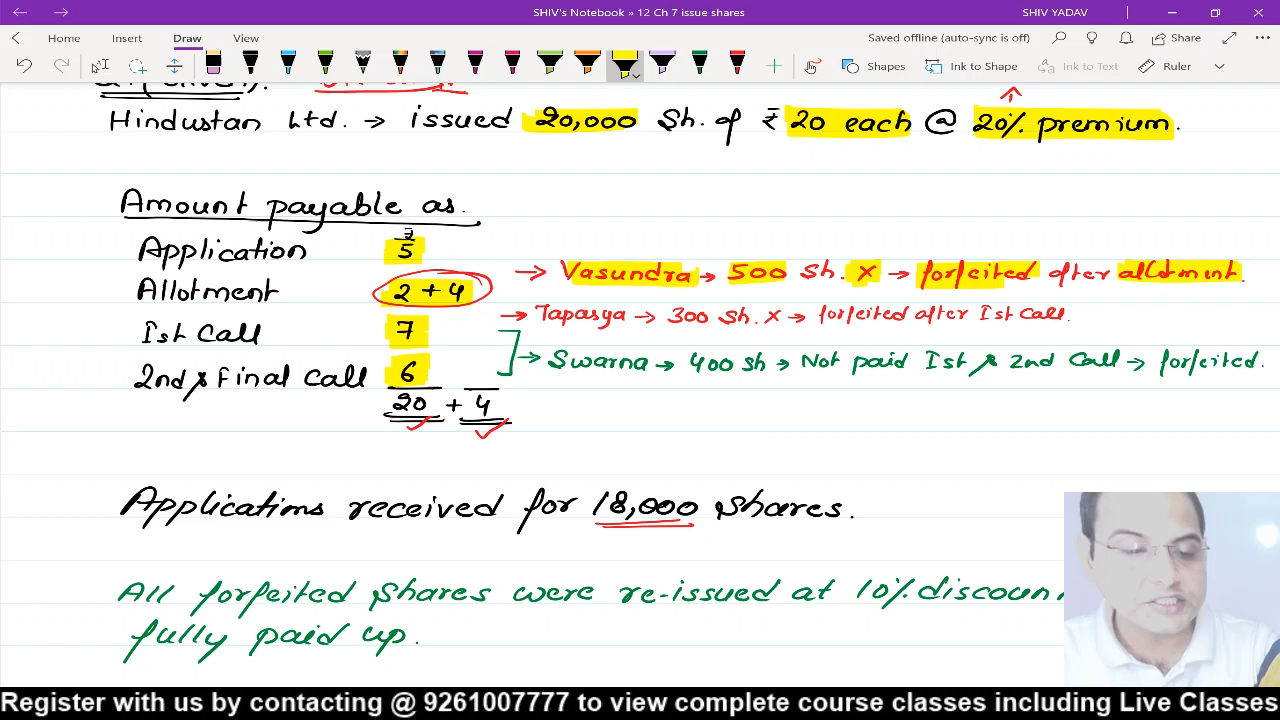 SHIV's Notebook » 12 Ch 7 issue shares
SHIV YADAV
Home Insert Draw View
Saved offline (auto-sync is off)
Share
Shapes Ink to Shape Ink to Text Ruler
Hindustan Ltd. → issued 20,000 Sh. of ₹ 20 each @ 20% premium.
Amount payable as.
₹
Application 5
Allotment 2 + 4
→ Vasundra → 500 Sh. x → forfeited after allotment.
→ Tapasya → 300 Sh. x → forfeited after Ist Call.
Ist Call 7
→ Swarna → 400 Sh → Not paid Ist & 2nd Call → forfeited.
2nd & Final Call 6
20 + 4
Applications received for 18,000 Shares.
All forfeited Shares were re-issued at 10% discoun
fully paid up.
Register with us by contacting @ 9261007777 to view complete course classes including Live Classes